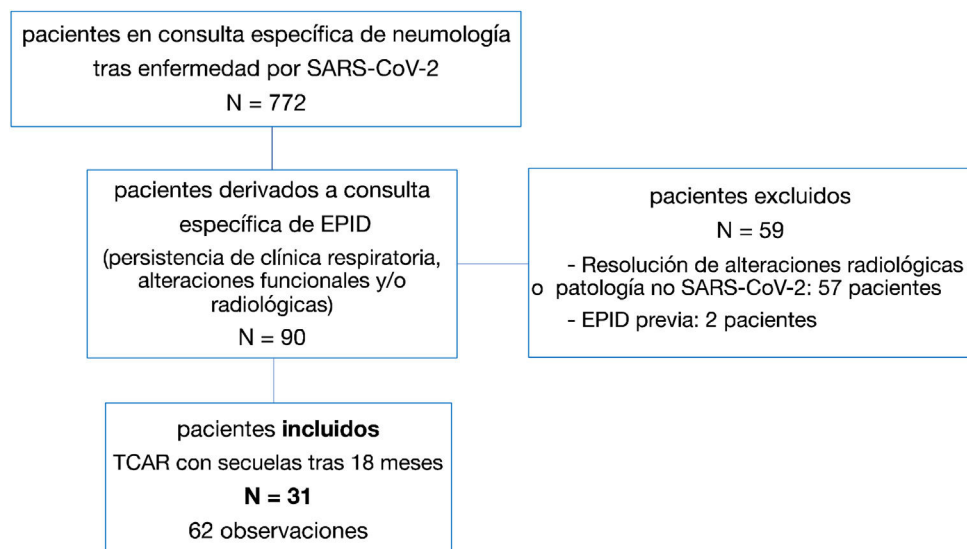 pacientes en consulta específica de neumología
tras enfermedad por SARS-CoV-2
N = 772
pacientes derivados a consulta
específica de EPID
(persistencia de clínica respiratoria,
alteraciones funcionales y/o
radiológicas)
N = 90
pacientes excluidos
N = 59
- Resolución de alteraciones radiológicas
o patología no SARS-CoV-2: 57 pacientes
- EPID previa: 2 pacientes
pacientes incluidos
TCAR con secuelas tras 18 meses
N = 31
62 observaciones